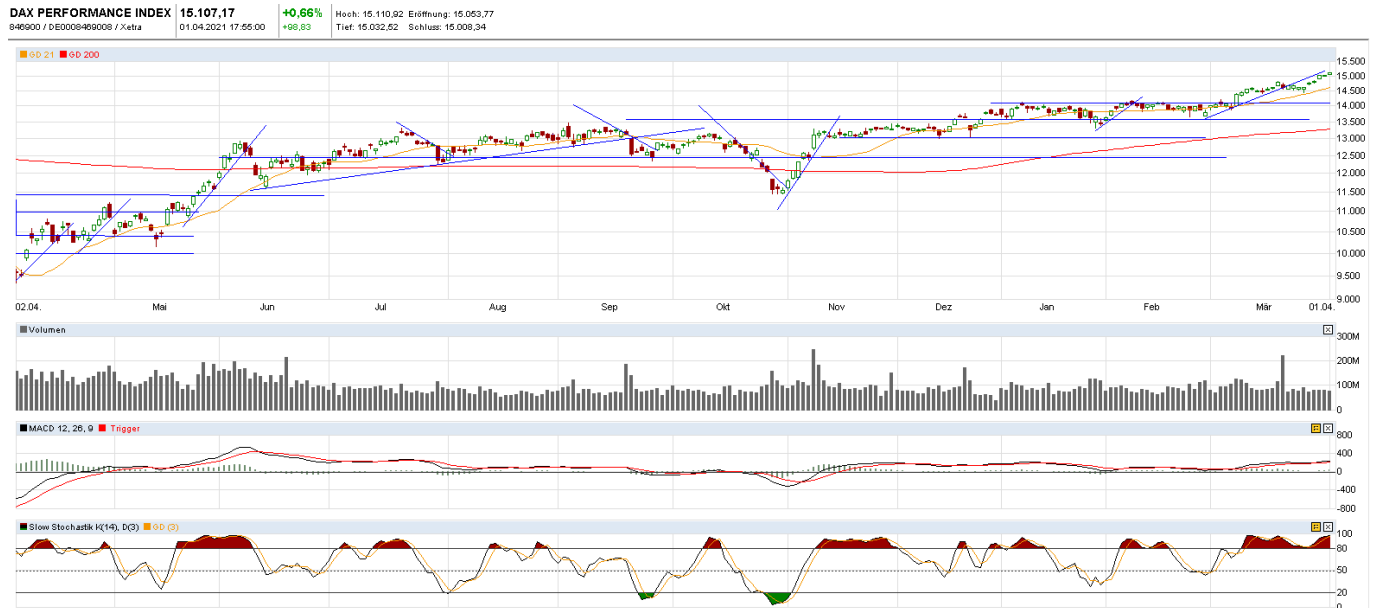 DAX PERFORMANCE INDEX 15.107,17 +0,66% Hoch: 15.110,92 Eröffnung: 15.053,77
846900 / DE0008469008 / Xetra 01.04.2021 17:55:00 +98,83 Tief: 15.032,52 Schluss: 15.008,34
GD 21 GD 200
15.500
15.000
14.500
14.000
13.500
13.000
12.500
12.000
11.500
11.000
10.500
10.000
9.500
9.000
02.04. Mai Jun Jul Aug Sep Okt Nov Dez Jan Feb Mär 01.04.
Volumen
300M
200M
100M
0
MACD 12, 26, 9 Trigger
800
400
0
-400
-800
Slow Stochastik K(14), D(3) GD (3)
100
80
50
20
0